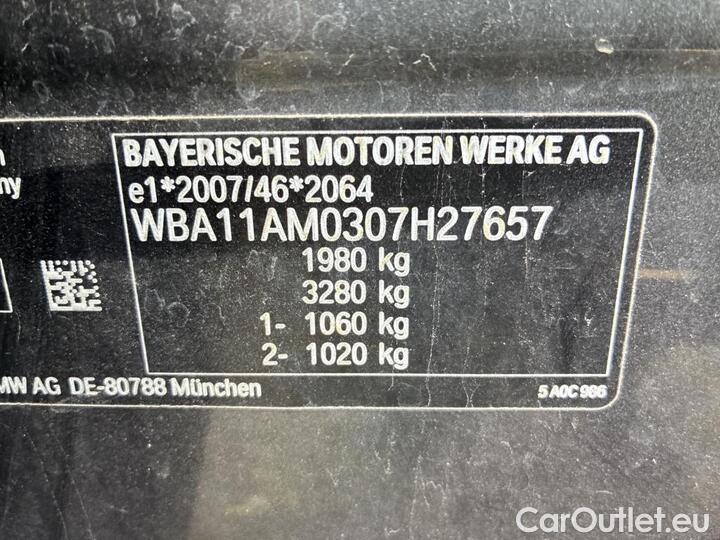 BAYERISCHE MOTOREN WERKE AG
e1*2007/46*2064
WBA11AM0307H27657
1980 kg
3280 kg
1- 1060 kg
2- 1020 kg
MW AG DE-80788 München
5 A0C 986
CarOutlet.eu